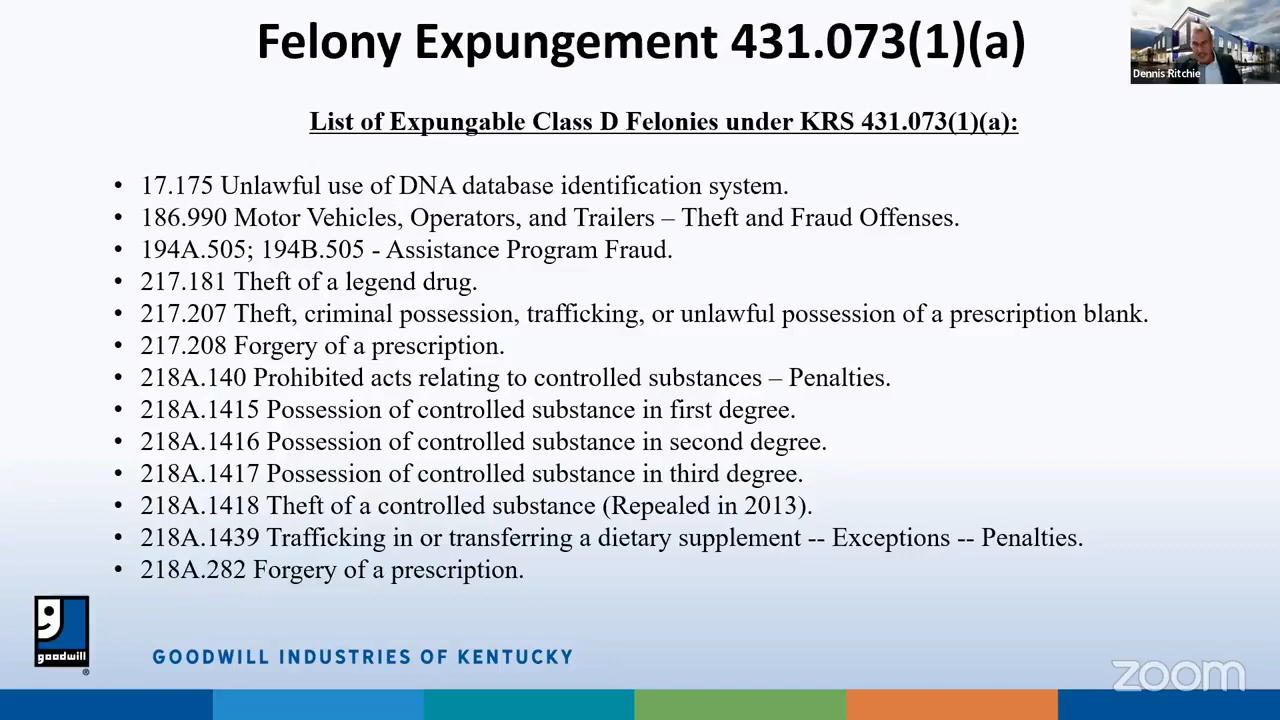 Felony Expungement 431.073(1)(a)
Dennis Ritchie
List of Expungable Class D Felonies under KRS 431.073(1)(a):
• 17.175 Unlawful use of DNA database identification system.
• 186.990 Motor Vehicles, Operators, and Trailers – Theft and Fraud Offenses.
• 194A.505; 194B.505 - Assistance Program Fraud.
• 217.181 Theft of a legend drug.
• 217.207 Theft, criminal possession, trafficking, or unlawful possession of a prescription blank.
• 217.208 Forgery of a prescription.
• 218A.140 Prohibited acts relating to controlled substances – Penalties.
• 218A.1415 Possession of controlled substance in first degree.
• 218A.1416 Possession of controlled substance in second degree.
• 218A.1417 Possession of controlled substance in third degree.
• 218A.1418 Theft of a controlled substance (Repealed in 2013).
• 218A.1439 Trafficking in or transferring a dietary supplement -- Exceptions -- Penalties.
• 218A.282 Forgery of a prescription.
goodwill®
GOODWILL INDUSTRIES OF KENTUCKY
zoom